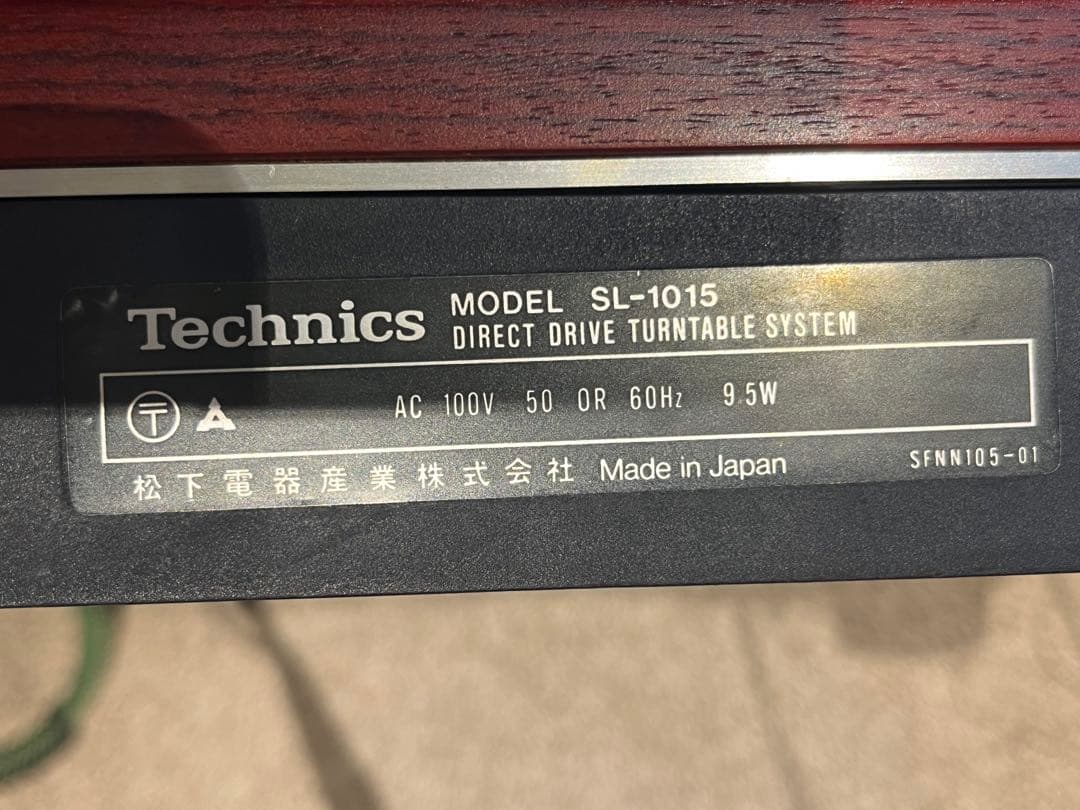 Technics
MODEL SL-1015
DIRECT DRIVE TURNTABLE SYSTEM
〒 AC 100V 50 OR 60Hz 9.5W
松下電器産業株式会社 Made in Japan SFNN105-01